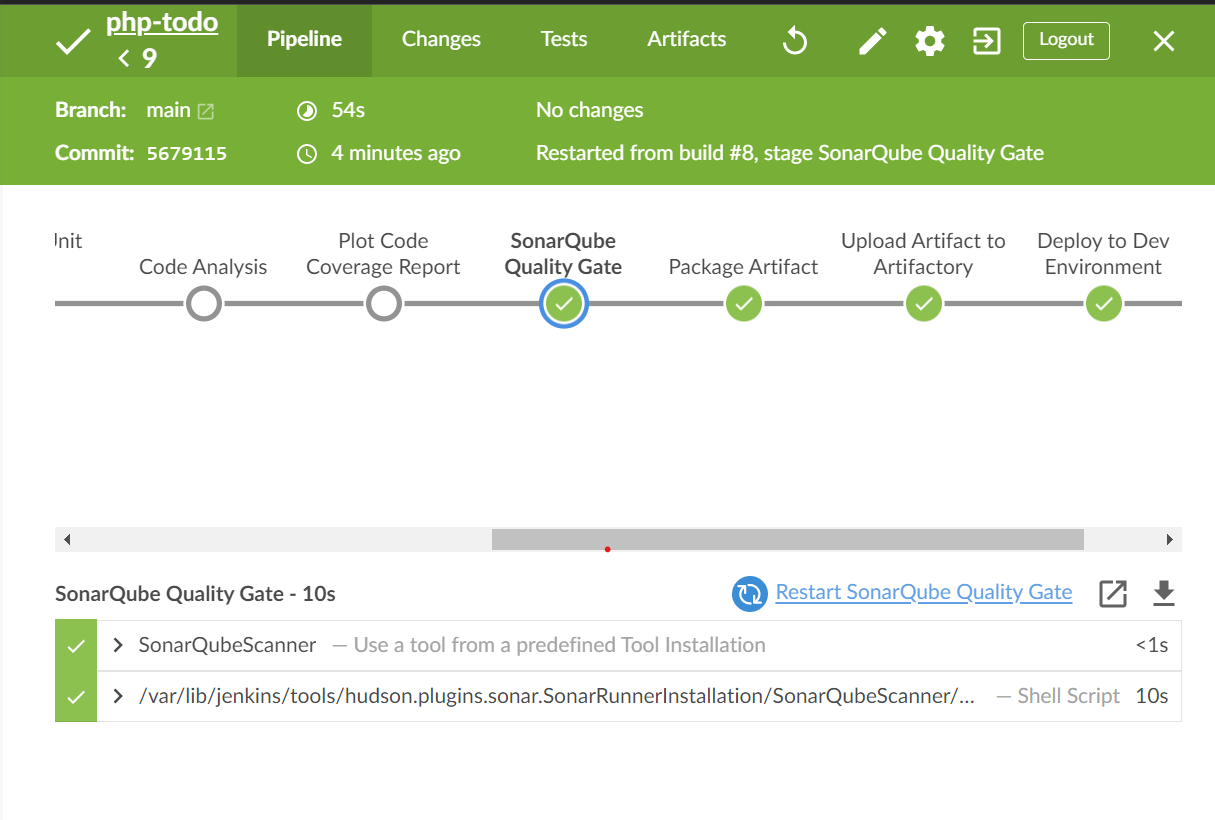 php-todo
< 9
Pipeline
Changes
Tests
Artifacts
Logout
Branch: main
54s
No changes
Commit: 5679115
4 minutes ago
Restarted from build #8, stage SonarQube Quality Gate
Code Analysis
Plot Code
Coverage Report
SonarQube
Quality Gate
Package Artifact
Upload Artifact to
Artifactory
Deploy to Dev
Environment
SonarQube Quality Gate - 10s
Restart SonarQube Quality Gate
SonarQubeScanner — Use a tool from a predefined Tool Installation <1s
/var/lib/jenkins/tools/hudson.plugins.sonar.SonarRunnerInstallation/SonarQubeScanner/... — Shell Script 10s